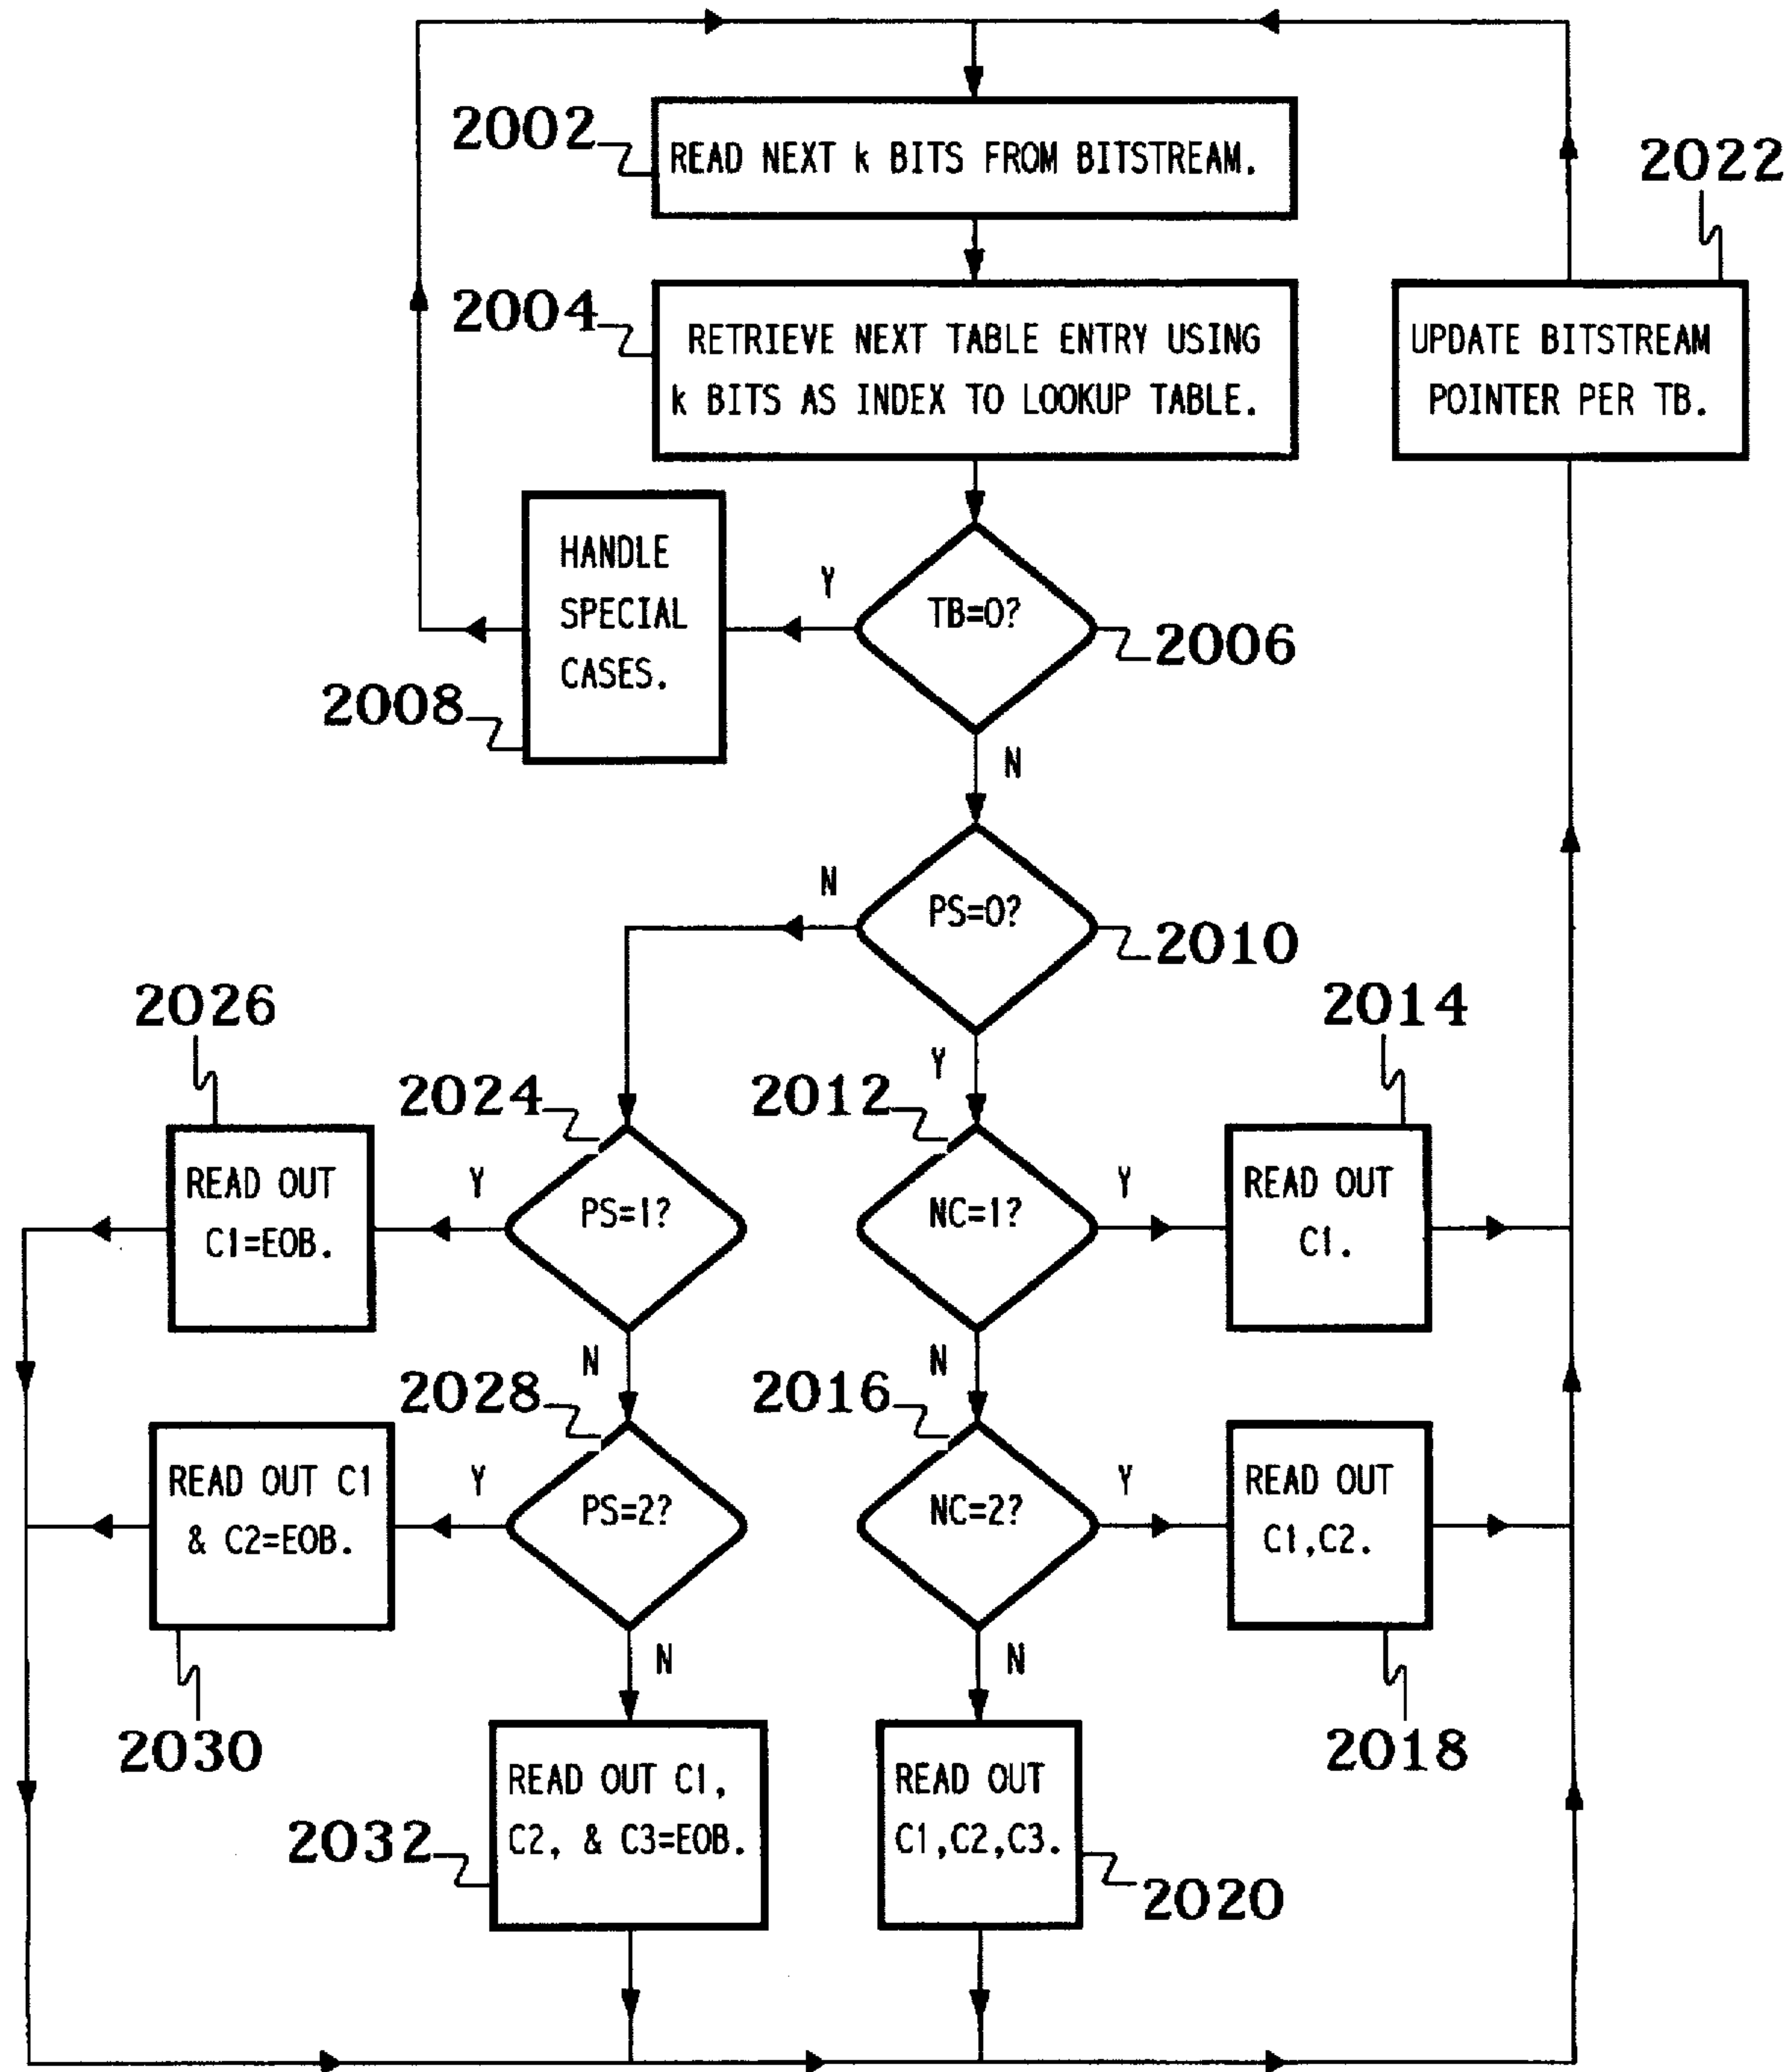 2002
READ NEXT k BITS FROM BITSTREAM.
2022
2004
RETRIEVE NEXT TABLE ENTRY USING
k BITS AS INDEX TO LOOKUP TABLE.
UPDATE BITSTREAM
POINTER PER TB.
HANDLE
SPECIAL
CASES.
Y
TB=0?
2006
2008
N
N
PS=0?
2010
2026
2014
Y
2024
2012
READ OUT
C1=EOB.
Y
PS=1?
NC=1?
Y
READ OUT
C1.
N
N
2028
2016
READ OUT C1
& C2=EOB.
Y
PS=2?
NC=2?
Y
READ OUT
C1,C2.
N
N
2030
2018
READ OUT C1,
C2, & C3=EOB.
2032
READ OUT
C1,C2,C3.
2020